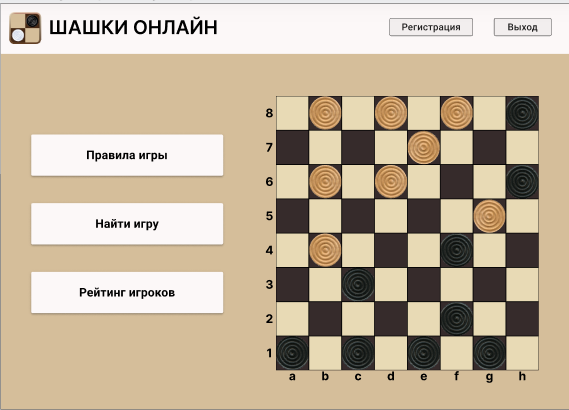 ШАШКИ ОНЛАЙН
Регистрация
Выход
Правила игры
Найти игру
Рейтинг игроков
8
7
6
5
4
3
2
1
a b c d e f g h